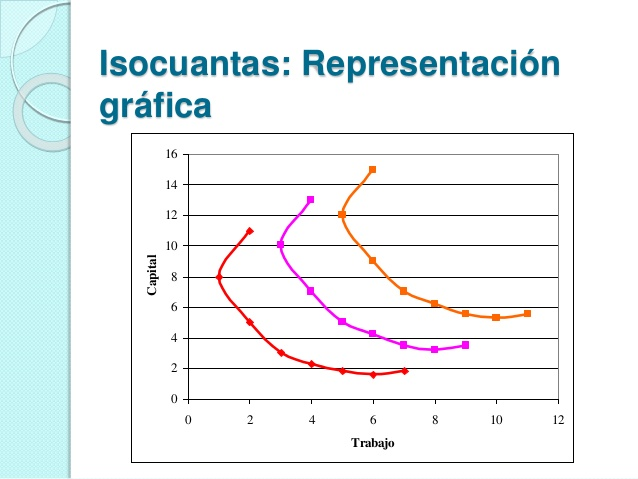 Isocuantas: Representación
gráfica
16
14
12
10
8
6
4
2
0
Capital
0 2 4 6 8 10 12
Trabajo